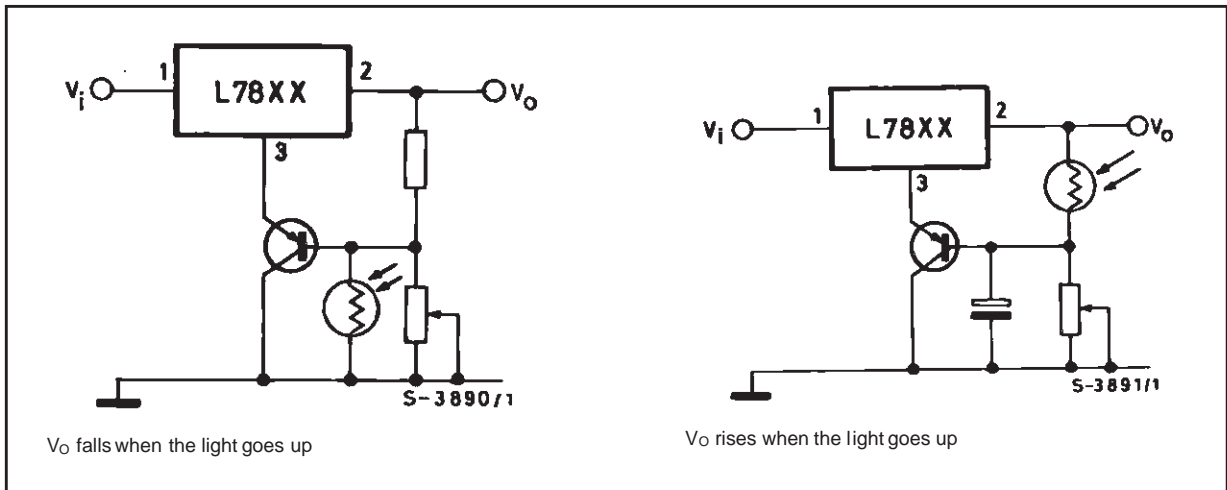 1
2
Vi
L78XX
Vo
3
S-3890/1
VO falls when the light goes up
1
2
Vi
L78XX
Vo
3
S-3891/1
VO rises when the light goes up